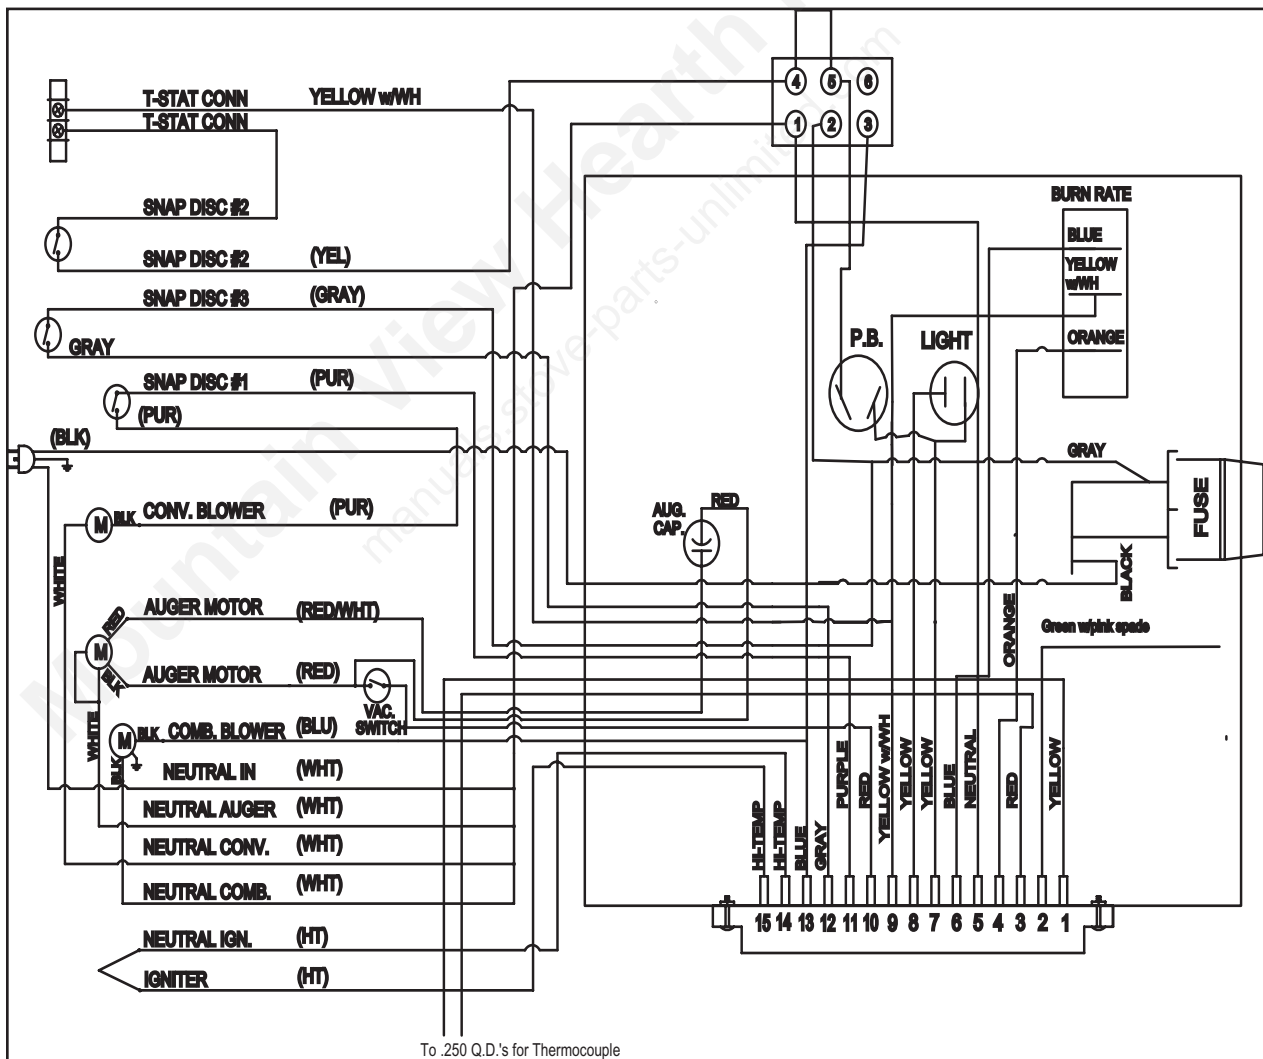 4 5 6
1 2 3
T-STAT CONN YELLOW w/WH
T-STAT CONN
SNAP DISC #2
SNAP DISC #2 (YEL)
SNAP DISC #3 (GRAY)
GRAY
SNAP DISC #1 (PUR)
(PUR)
(BLK)
M BLK CONV. BLOWER (PUR)
WHITE
RED AUGER MOTOR (RED/WHT)
M
BLK AUGER MOTOR (RED)
VAC.
SWITCH
WHITE
M BLK COMB. BLOWER (BLU)
BLK
NEUTRAL IN (WHT)
NEUTRAL AUGER (WHT)
NEUTRAL CONV. (WHT)
NEUTRAL COMB. (WHT)
NEUTRAL IGN. (HT)
IGNITER (HT)
To .250 Q.D.'s for Thermocouple
BURN RATE
BLUE
YELLOW
w/WH
ORANGE
P.B.
LIGHT
GRAY
FUSE
BLACK
AUG.
CAP.
RED
ORANGE
Green w/pink spade
HI-TEMP
HI-TEMP
BLUE
GRAY
PURPLE
RED
YELLOW w/WH
YELLOW
YELLOW
BLUE
NEUTRAL
RED
YELLOW
15 14 13 12 11 10 9 8 7 6 5 4 3 2 1
Mountain View Hearth
manuals.stove-parts-unlimited.com